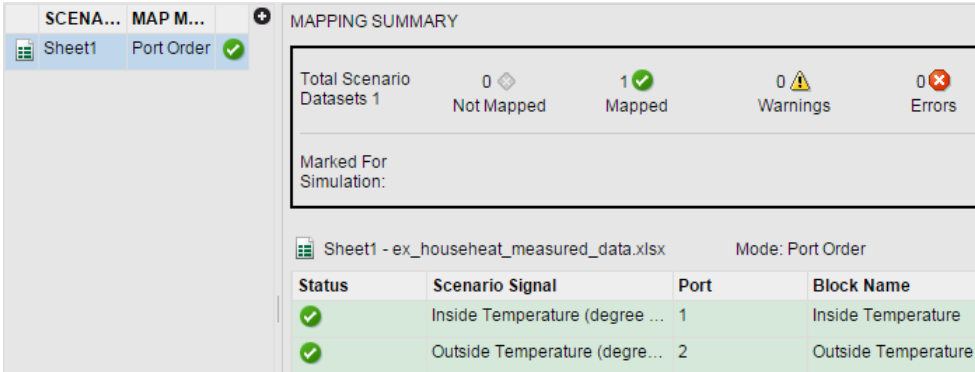 SCENA... MAP M...
Sheet1 Port Order
MAPPING SUMMARY
Total Scenario
Datasets 1
0
Not Mapped
1
Mapped
0
Warnings
0
Errors
Marked For
Simulation:
Sheet1 - ex_househeat_measured_data.xlsx Mode: Port Order
Status Scenario Signal Port Block Name
Inside Temperature (degree ... 1 Inside Temperature
Outside Temperature (degre... 2 Outside Temperature